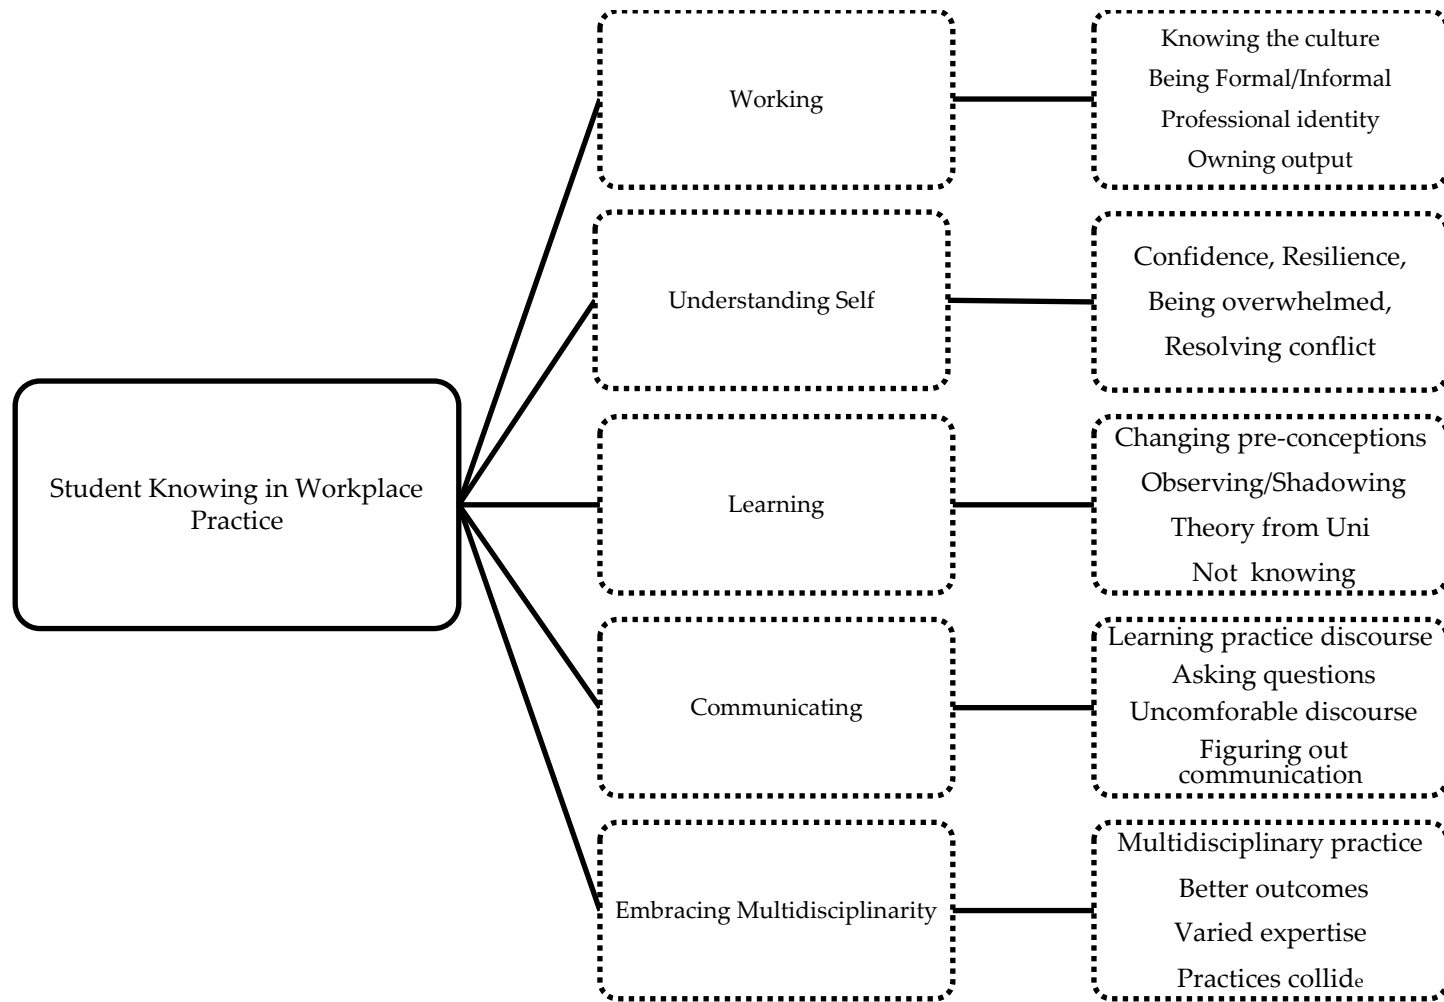 Student Knowing in Workplace
Practice
Working
Knowing the culture
Being Formal/Informal
Professional identity
Owning output
Understanding Self
Confidence, Resilience,
Being overwhelmed,
Resolving conflict
Learning
Changing pre-conceptions
Observing/Shadowing
Theory from Uni
Not knowing
Communicating
Learning practice discourse
Asking questions
Uncomforable discourse
Figuring out
communication
Embracing Multidisciplinarity
Multidisciplinary practice
Better outcomes
Varied expertise
Practices collide